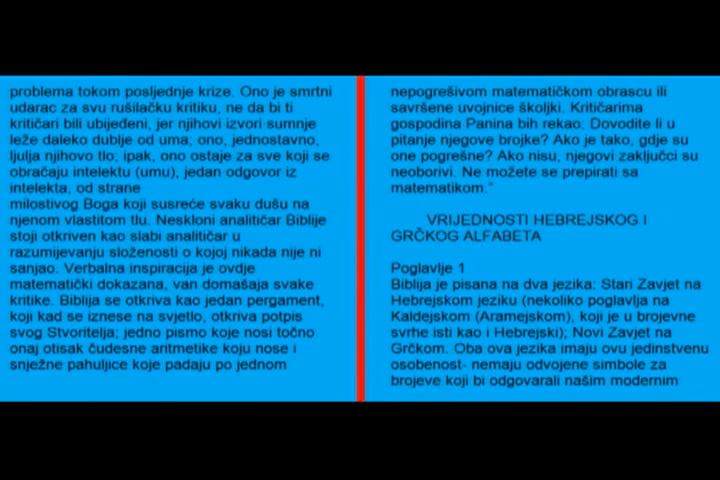 problema tokom posljednje krize. Ono je smrtni
udarac za svu rušilačku kritiku, ne da bi ti
kritičari bili ubijeđeni, jer njihovi izvori sumnje
leže daleko dublje od uma; ono, jednostavno,
ljulja njihovo tlo; ipak, ono ostaje za sve koji se
obraćaju intelektu (umu), jedan odgovor iz
intelekta, od strane
milostivog Boga koji susreće svaku dušu na
njenom vlastitom tlu. Neskloni analitičar Biblije
stoji otkriven kao slabi analitičar u
razumijevanju složenosti o kojoj nikada nije ni
sanjao. Verbalna inspiracija je ovdje
matematički dokazana, van domašaja svake
kritike. Biblija se otkriva kao jedan pergament,
koji kad se iznese na svjetlo, otkriva potpis
svog Stvoritelja; jedno pismo koje nosi točno
onaj otisak čudesne aritmetike koju nose i
snježne pahuljice koje padaju po jednom
nepogrešivom matematičkom obrascu ili
savršene uvojnice školjki. Kritičarima
gospodina Panina bih rekao: Dovodite li u
pitanje njegove brojke? Ako je tako, gdje su
one pogrešne? Ako nisu, njegovi zaključci su
neoborivi. Ne možete se prepirati sa
matematikom.”
VRIJEDNOSTI HEBREJSKOG I
GRČKOG ALFABETA
Poglavlje 1
Biblija je pisana na dva jezika: Stari Zavjet na
Hebrejskom jeziku (nekoliko poglavlja na
Kaldejskom (Aramejskom), koji je u brojevne
svrhe isti kao i Hebrejski); Novi Zavjet na
Grčkom. Oba ova jezika imaju ovu jedinstvenu
osobenost- nemaju odvojene simbole za
brojeve koji bi odgovarali našim modernim